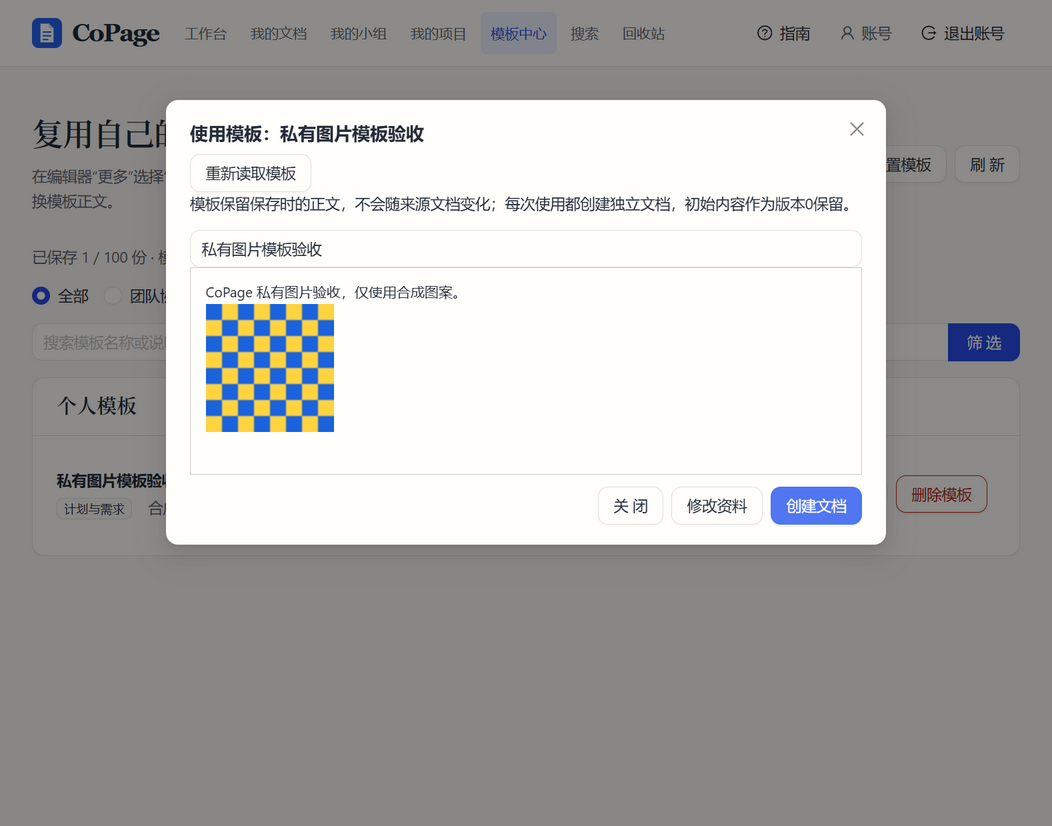 CoPage 工作台 我的文档 我的小组 我的项目 模板中心 搜索 回收站 指南 账号 退出账号
复用自己的
在编辑器“更多”选择
换模板正文。
置模板 刷 新
已保存 1 / 100 份 ·
全部 团队
搜索模板名称或说
筛 选
个人模板
私有图片模板验
计划与需求 合
删除模板
使用模板：私有图片模板验收
重新读取模板
模板保留保存时的正文，不会随来源文档变化；每次使用都创建独立文档，初始内容作为版本0保留。
私有图片模板验收
CoPage 私有图片验收，仅使用合成图案。
关 闭 修改资料 创建文档